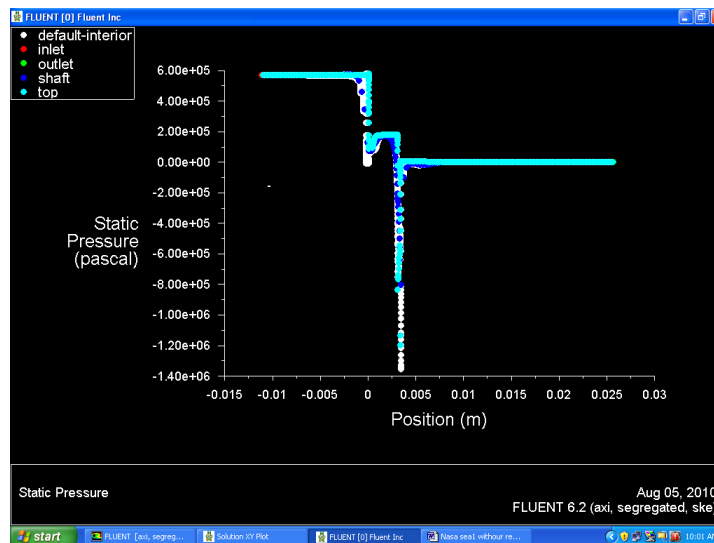 FLUENT [0] Fluent Inc
default-interior
inlet
outlet
shaft
top
6.00e+05
4.00e+05
2.00e+05
0.00e+00
-2.00e+05
-4.00e+05
-6.00e+05
-8.00e+05
-1.00e+06
-1.20e+06
-1.40e+06
Static
Pressure
(pascal)
-0.015 -0.01 -0.005 0 0.005 0.01 0.015 0.02 0.025 0.03
Position (m)
Static Pressure
Aug 05, 2010
FLUENT 6.2 (axi, segregated, ske
start FLUENT [axi, segreg... Solution XY Plot FLUENT [0] Fluent Inc Nasa seal withour re... 10:01 AM